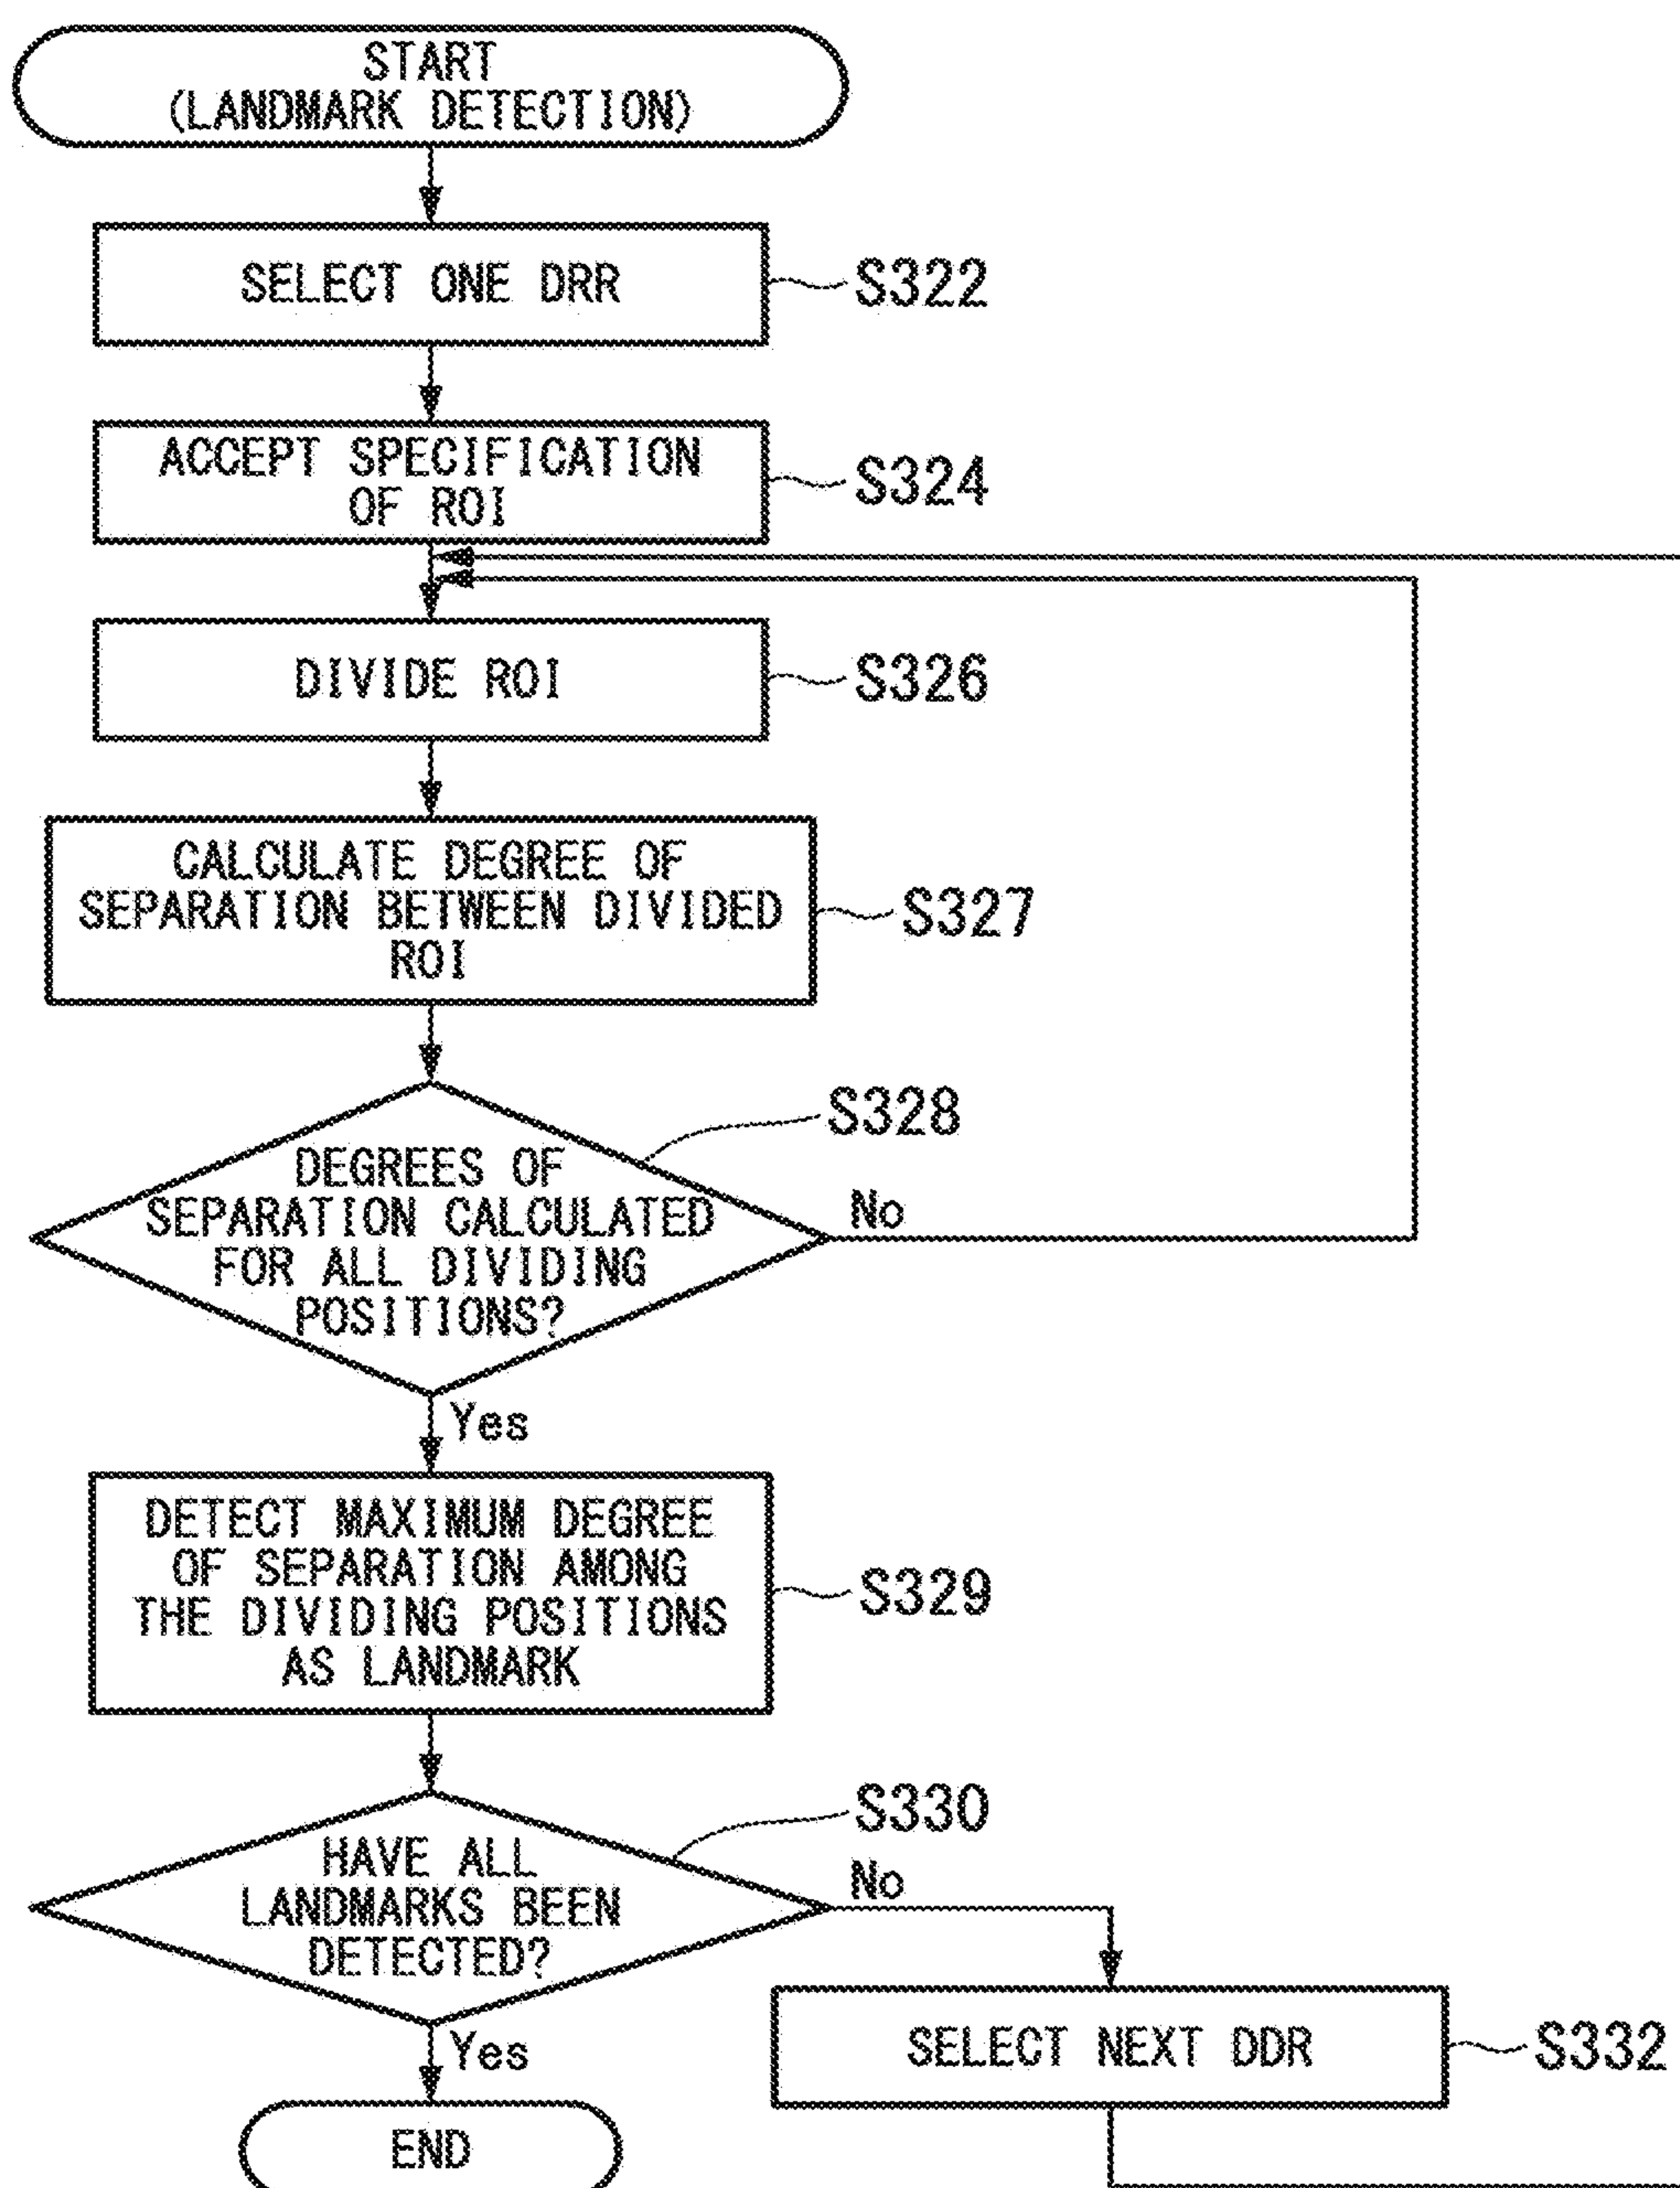 START
(LANDMARK DETECTION)
SELECT ONE DRR
S322
ACCEPT SPECIFICATION
OF ROI
S324
DIVIDE ROI
S326
CALCULATE DEGREE OF
SEPARATION BETWEEN DIVIDED
ROI
S327
S328
DEGREES OF
SEPARATION CALCULATED
FOR ALL DIVIDING
POSITIONS?
No
Yes
DETECT MAXIMUM DEGREE
OF SEPARATION AMONG
THE DIVIDING POSITIONS
AS LANDMARK
S329
S330
HAVE ALL
LANDMARKS BEEN
DETECTED?
No
Yes
SELECT NEXT DDR
S332
END